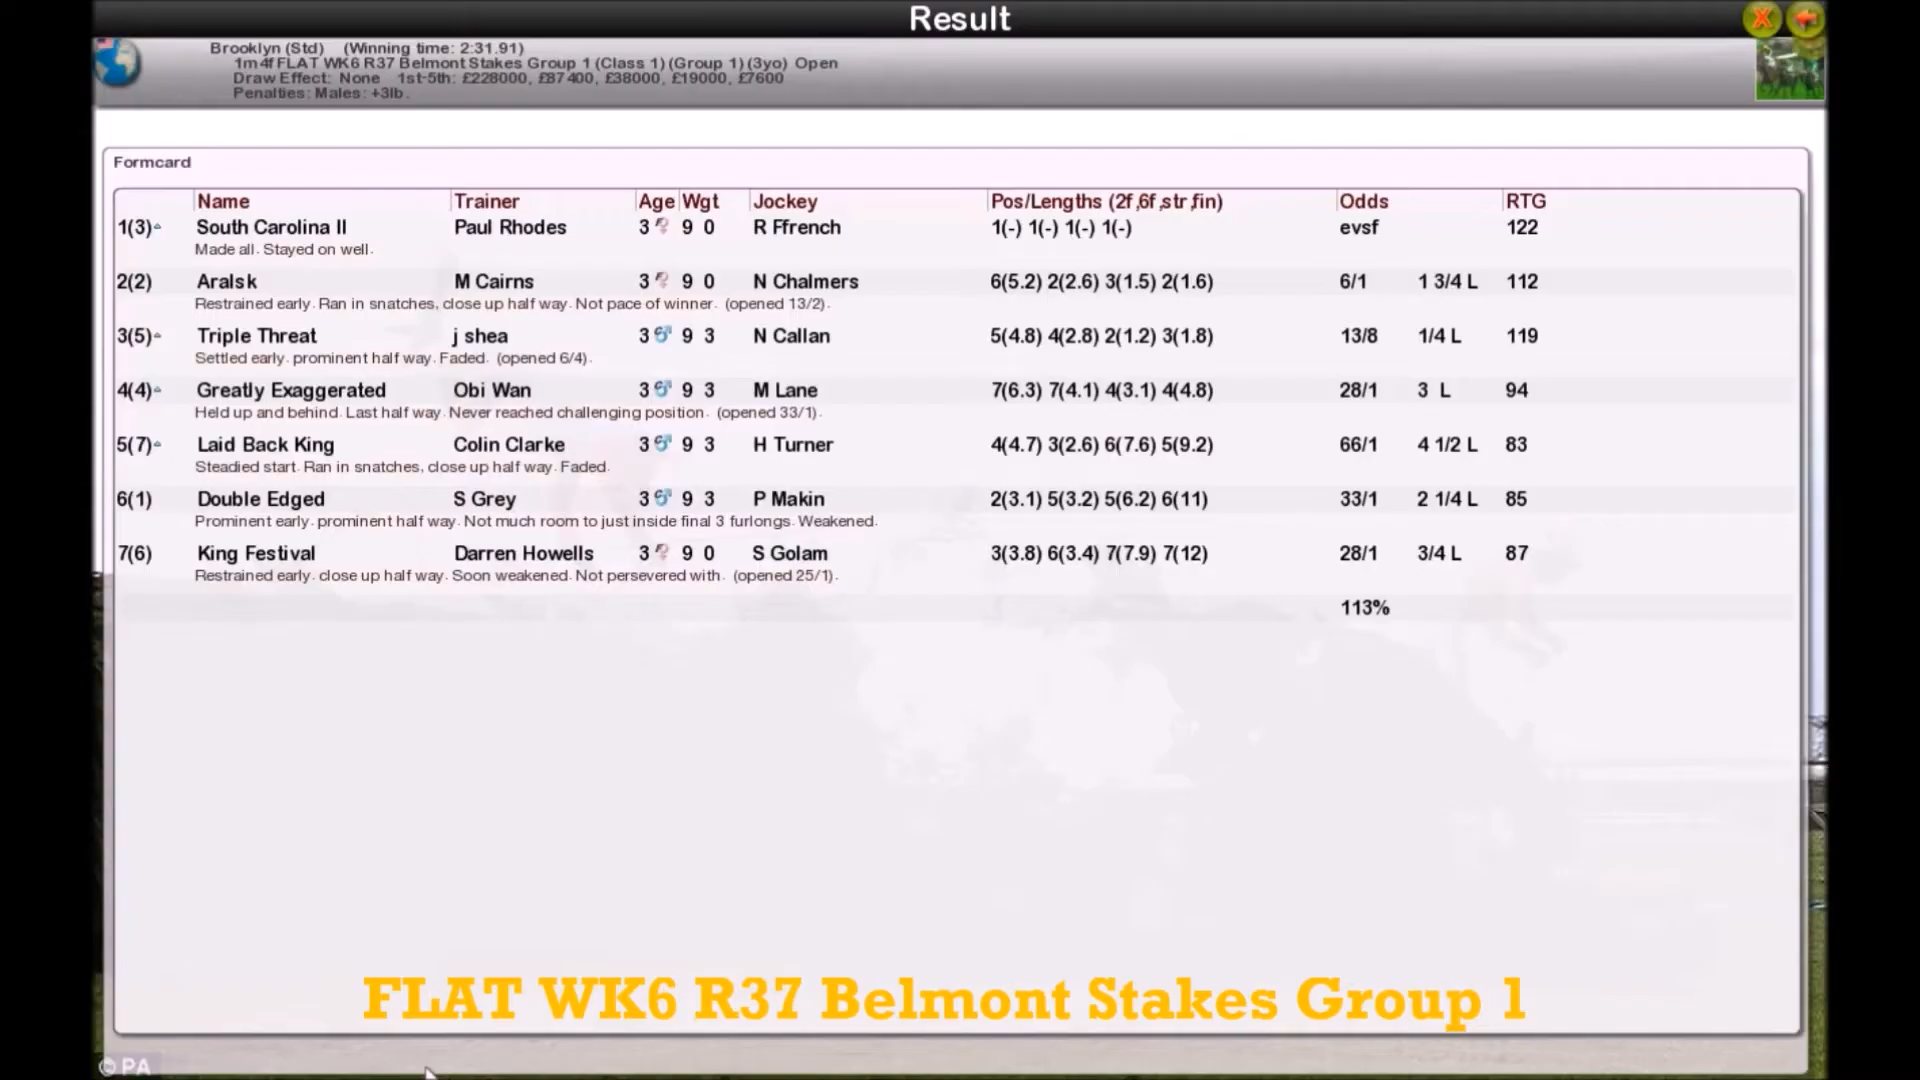 Result
Brooklyn (Std) (Winning time: 2:31.91)
1m4f FLAT WK6 R37 Belmont Stakes Group 1 (Class 1) (Group 1) (3yo) Open
Draw Effect: None 1st-5th: £228000, £87400, £38000, £19000, £7600
Penalties: Males: +3lb.
Formcard
Name Trainer Age Wgt Jockey Pos/Lengths (2f,6f,str,fin) Odds RTG
1(3) South Carolina II Paul Rhodes 3 9 0 R Ffrench 1(-) 1(-) 1(-) 1(-) evsf 122
Made all. Stayed on well.
2(2) Aralsk M Cairns 3 9 0 N Chalmers 6(5.2) 2(2.6) 3(1.5) 2(1.6) 6/1 1 3/4 L 112
Restrained early. Ran in snatches, close up half way. Not pace of winner. (opened 13/2).
3(5) Triple Threat j shea 3 9 3 N Callan 5(4.8) 4(2.8) 2(1.2) 3(1.8) 13/8 1/4 L 119
Settled early. prominent half way. Faded. (opened 6/4).
4(4) Greatly Exaggerated Obi Wan 3 9 3 M Lane 7(6.3) 7(4.1) 4(3.1) 4(4.8) 28/1 3 L 94
Held up and behind. Last half way. Never reached challenging position. (opened 33/1).
5(7) Laid Back King Colin Clarke 3 9 3 H Turner 4(4.7) 3(2.6) 6(7.6) 5(9.2) 66/1 4 1/2 L 83
Steadied start. Ran in snatches, close up half way. Faded.
6(1) Double Edged S Grey 3 9 3 P Makin 2(3.1) 5(3.2) 5(6.2) 6(11) 33/1 2 1/4 L 85
Prominent early. prominent half way. Not much room to just inside final 3 furlongs. Weakened.
7(6) King Festival Darren Howells 3 9 0 S Golam 3(3.8) 6(3.4) 7(7.9) 7(12) 28/1 3/4 L 87
Restrained early. close up half way. Soon weakened. Not persevered with. (opened 25/1).
113%
FLAT WK6 R37 Belmont Stakes Group 1
© PA